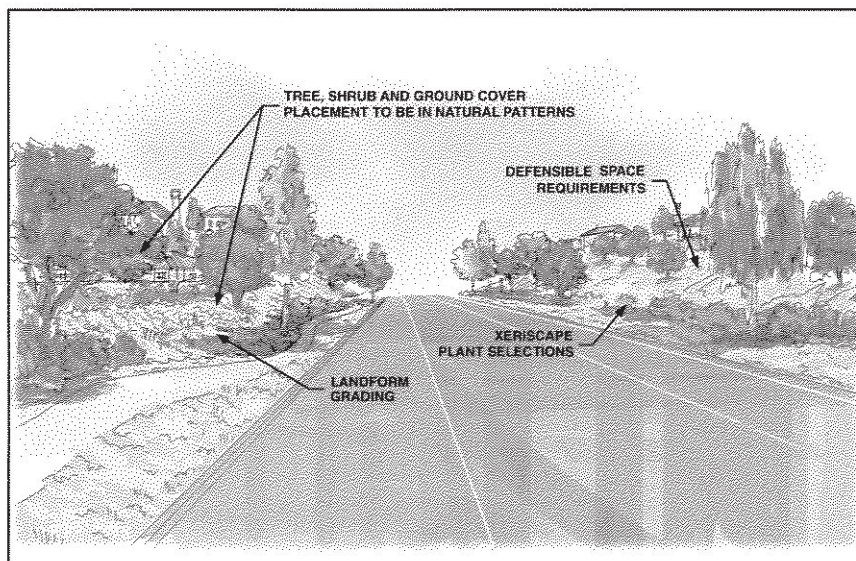 TREE, SHRUB AND GROUND COVER
PLACEMENT TO BE IN NATURAL PATTERNS
DEFENSIBLE SPACE
REQUIREMENTS
XERISCAPE
PLANT SELECTIONS
LANDFORM
GRADING